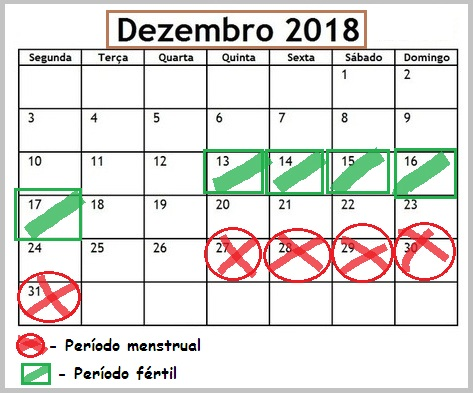 Dezembro 2018
Segunda Terça Quarta Quinta Sexta Sábado Domingo
1 2
3 4 5 6 7 8 9
10 11 12 13 14 15 16
17 18 19 20 21 22 23
24 25 26 27 28 29 30
31
- Período menstrual
- Período fértil